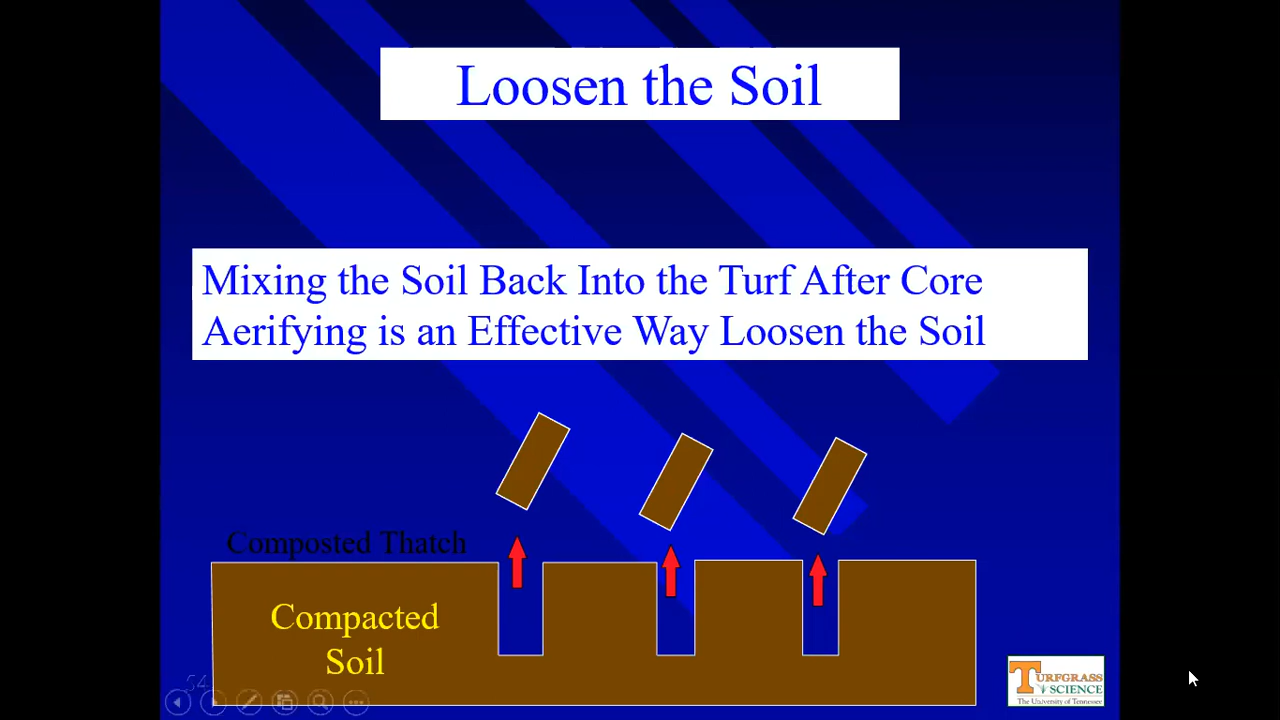 Loosen the Soil
Mixing the Soil Back Into the Turf After Core
Aerifying is an Effective Way Loosen the Soil
Composted Thatch
Compacted
Soil
54
TURFGRASS
SCIENCE
The University of Tennessee